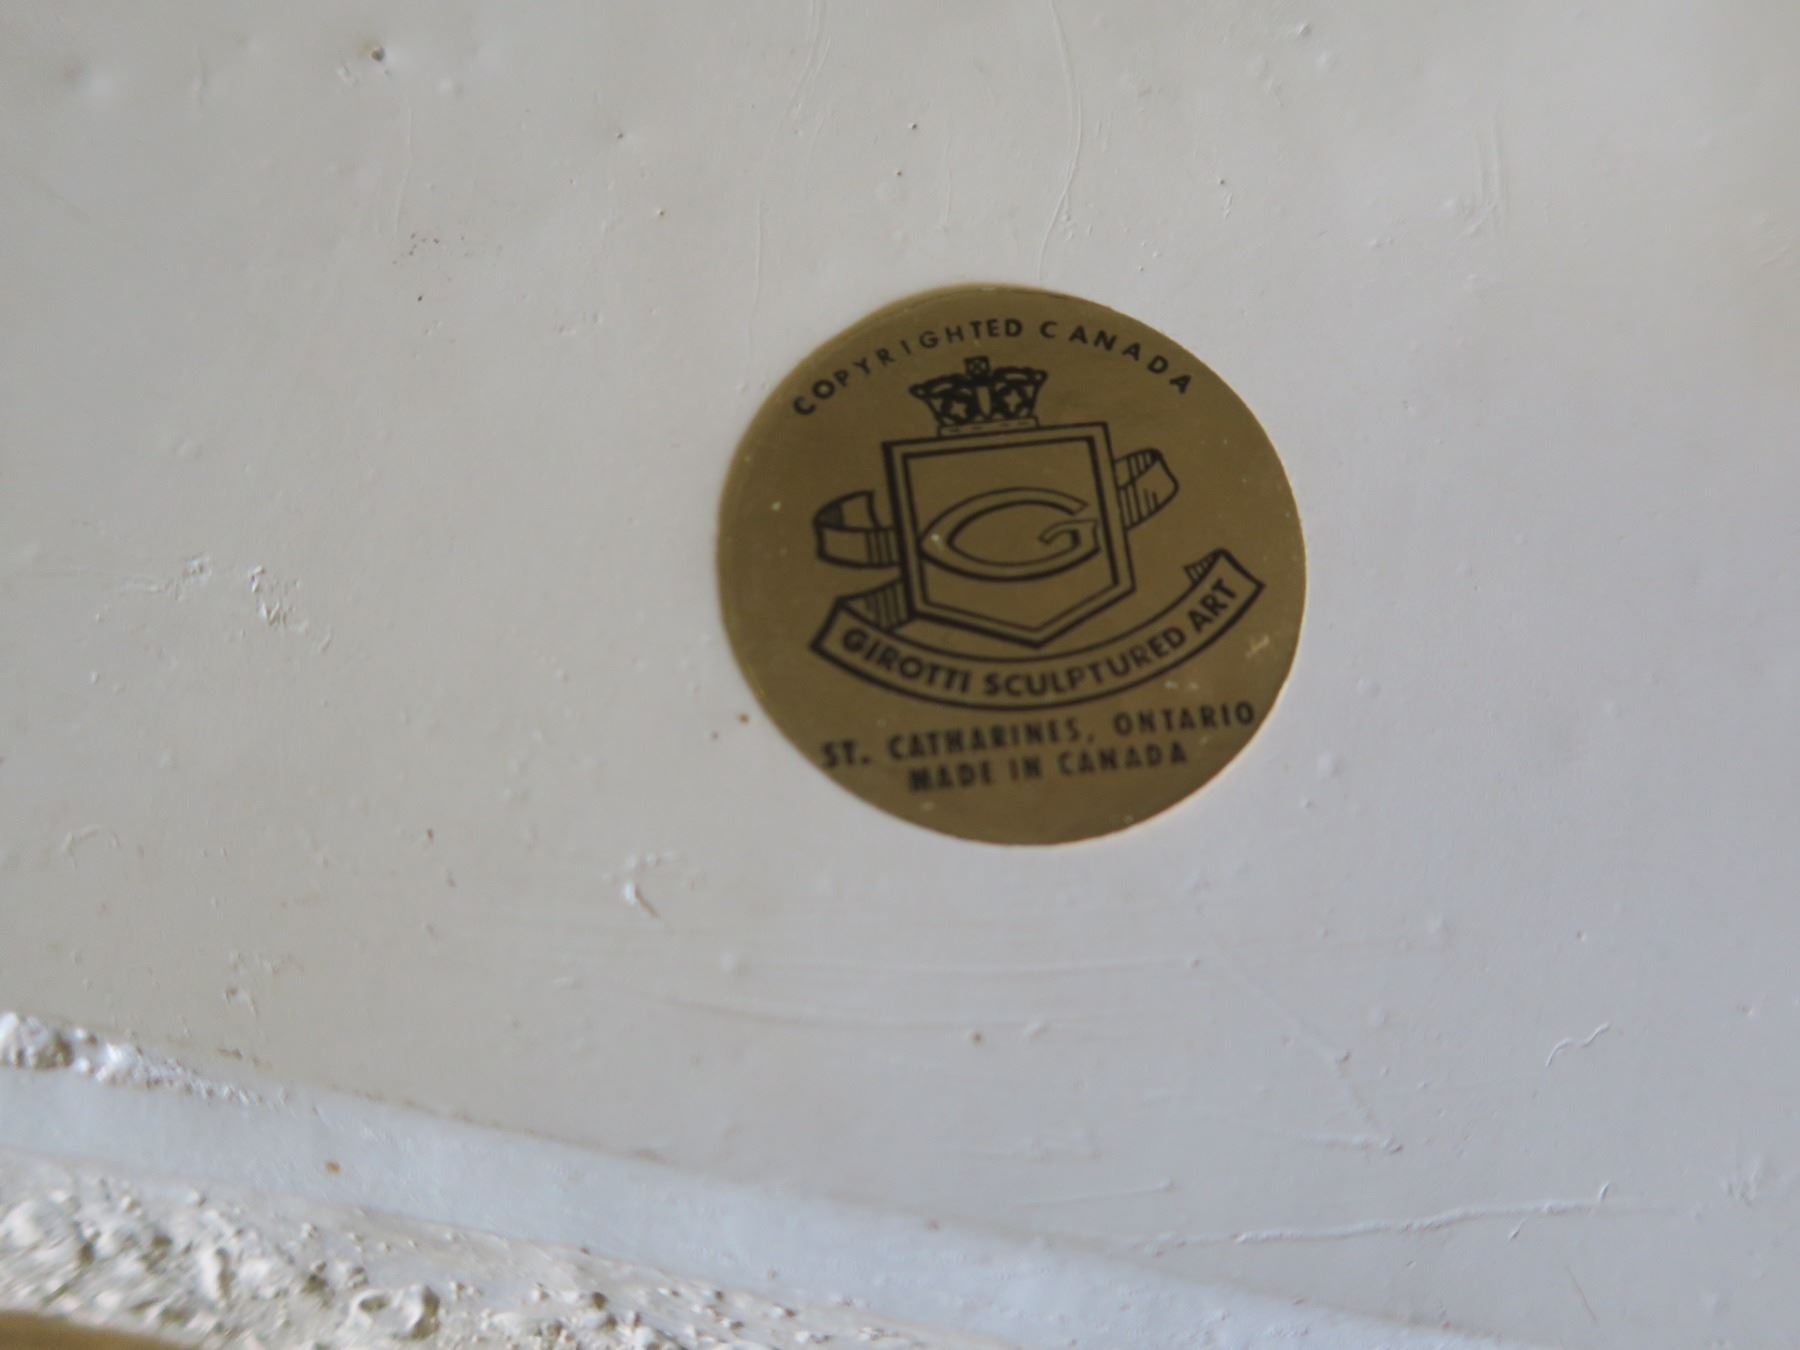 COPYRIGHTED CANADA
G
GIROTTI SCULPTURED ART
ST. CATHARINES, ONTARIO
MADE IN CANADA